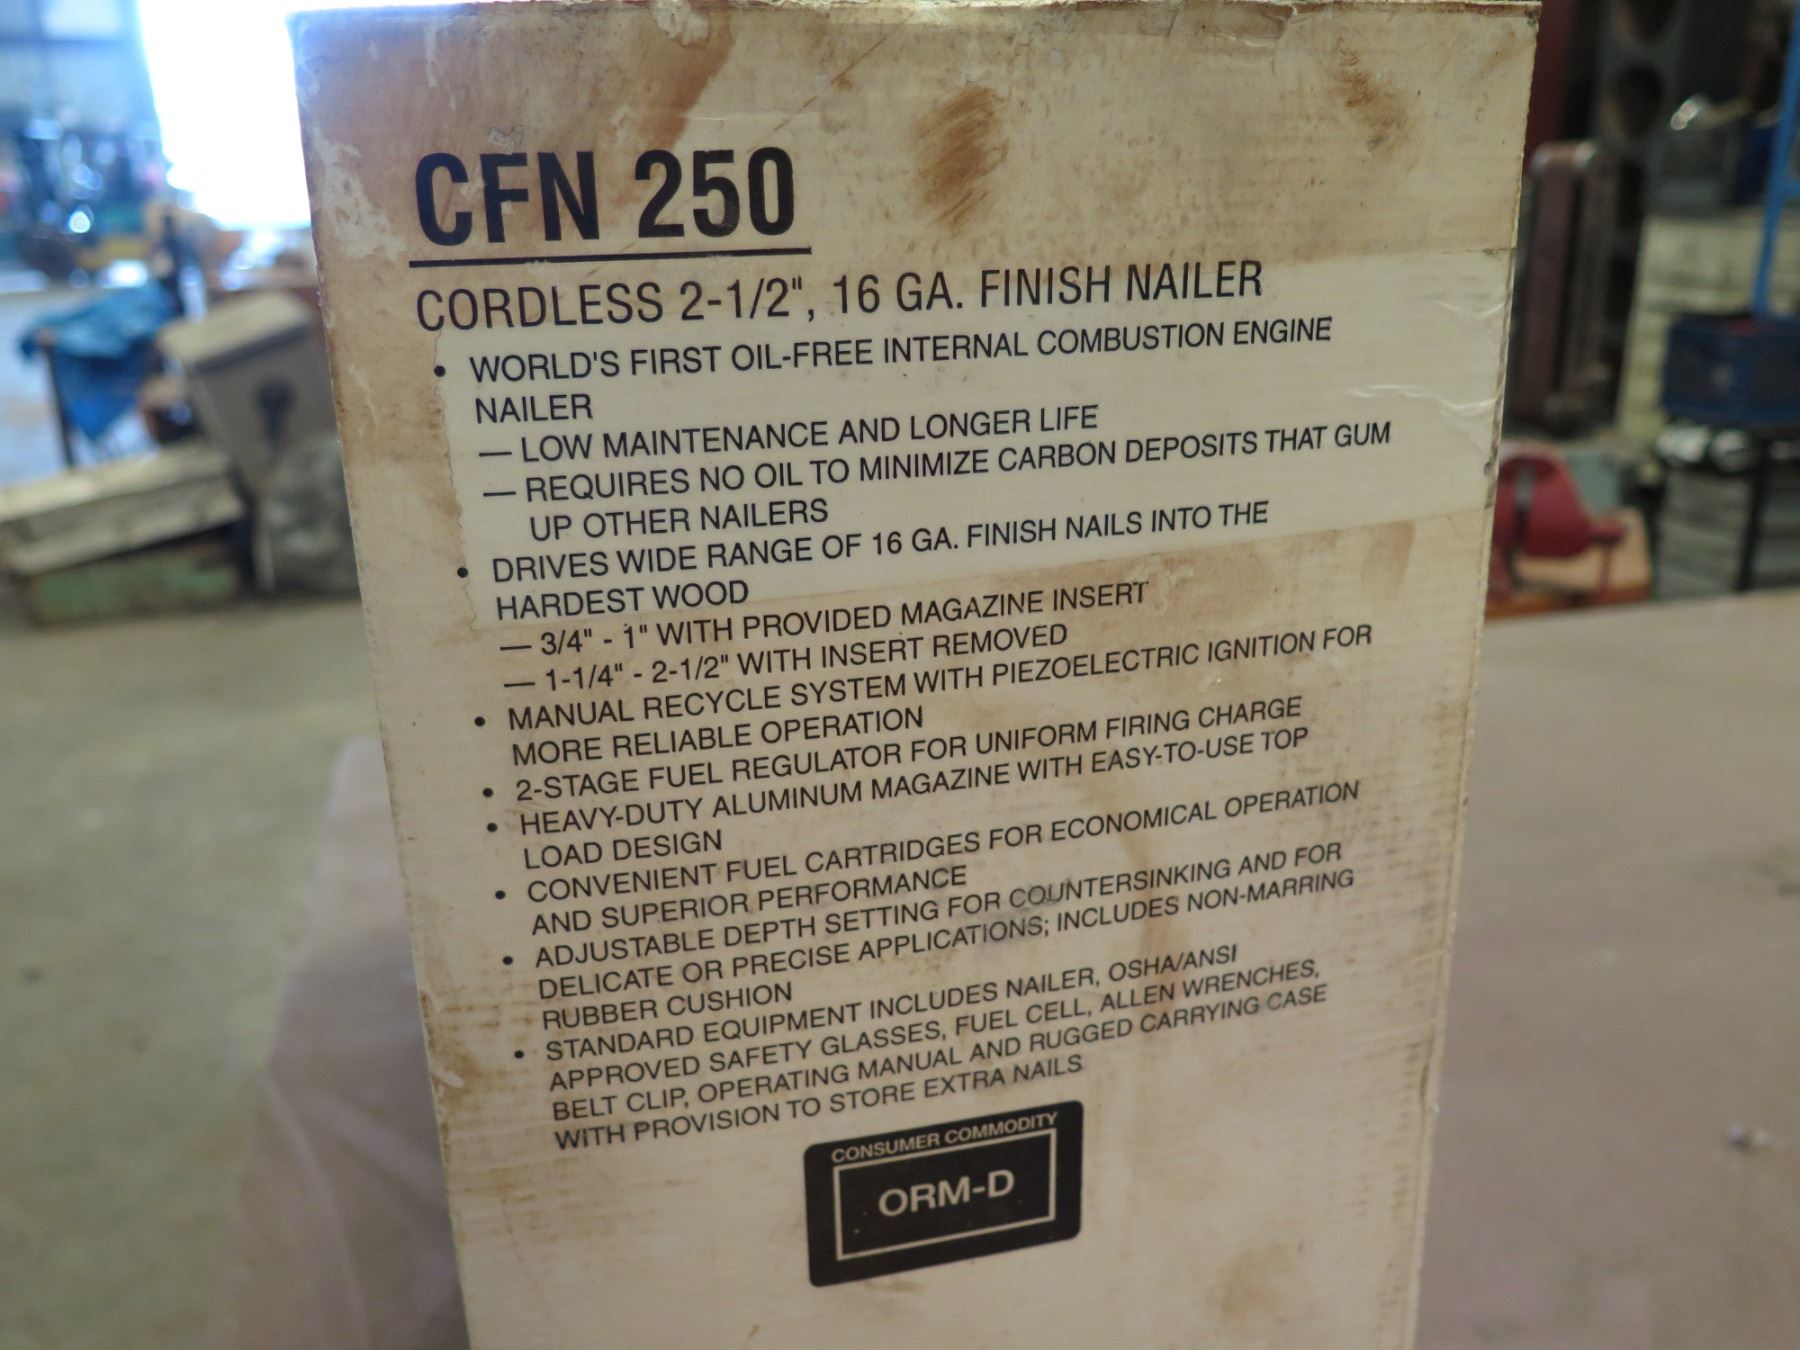 CFN 250
CORDLESS 2-1/2", 16 GA. FINISH NAILER
• WORLD'S FIRST OIL-FREE INTERNAL COMBUSTION ENGINE
NAILER
— LOW MAINTENANCE AND LONGER LIFE
— REQUIRES NO OIL TO MINIMIZE CARBON DEPOSITS THAT GUM
UP OTHER NAILERS
• DRIVES WIDE RANGE OF 16 GA. FINISH NAILS INTO THE
HARDEST WOOD
— 3/4" - 1" WITH PROVIDED MAGAZINE INSERT
— 1-1/4" - 2-1/2" WITH INSERT REMOVED
• MANUAL RECYCLE SYSTEM WITH PIEZOELECTRIC IGNITION FOR
MORE RELIABLE OPERATION
• 2-STAGE FUEL REGULATOR FOR UNIFORM FIRING CHARGE
• HEAVY-DUTY ALUMINUM MAGAZINE WITH EASY-TO-USE TOP
LOAD DESIGN
• CONVENIENT FUEL CARTRIDGES FOR ECONOMICAL OPERATION
AND SUPERIOR PERFORMANCE
• ADJUSTABLE DEPTH SETTING FOR COUNTERSINKING AND FOR
DELICATE OR PRECISE APPLICATIONS; INCLUDES NON-MARRING
RUBBER CUSHION
• STANDARD EQUIPMENT INCLUDES NAILER, OSHA/ANSI
APPROVED SAFETY GLASSES, FUEL CELL, ALLEN WRENCHES,
BELT CLIP, OPERATING MANUAL AND RUGGED CARRYING CASE
WITH PROVISION TO STORE EXTRA NAILS
CONSUMER COMMODITY
ORM-D